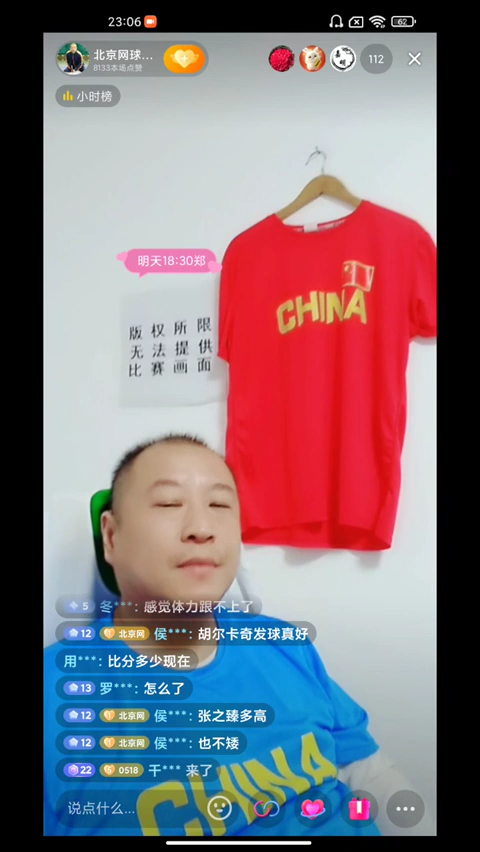 23:06
62
北京网球...
8133本场点赞
112
小时榜
明天18:30郑
版权所限
无法提供
比赛画面
CHINA
5 冬***: 感觉体力跟不上了
12 北京网 侯***: 胡尔卡奇发球真好
用***: 比分多少现在
13 罗***: 怎么了
12 北京网 侯***: 张之臻多高
12 北京网 侯***: 也不矮
22 0518 干*** 来了
CHINA
说点什么...